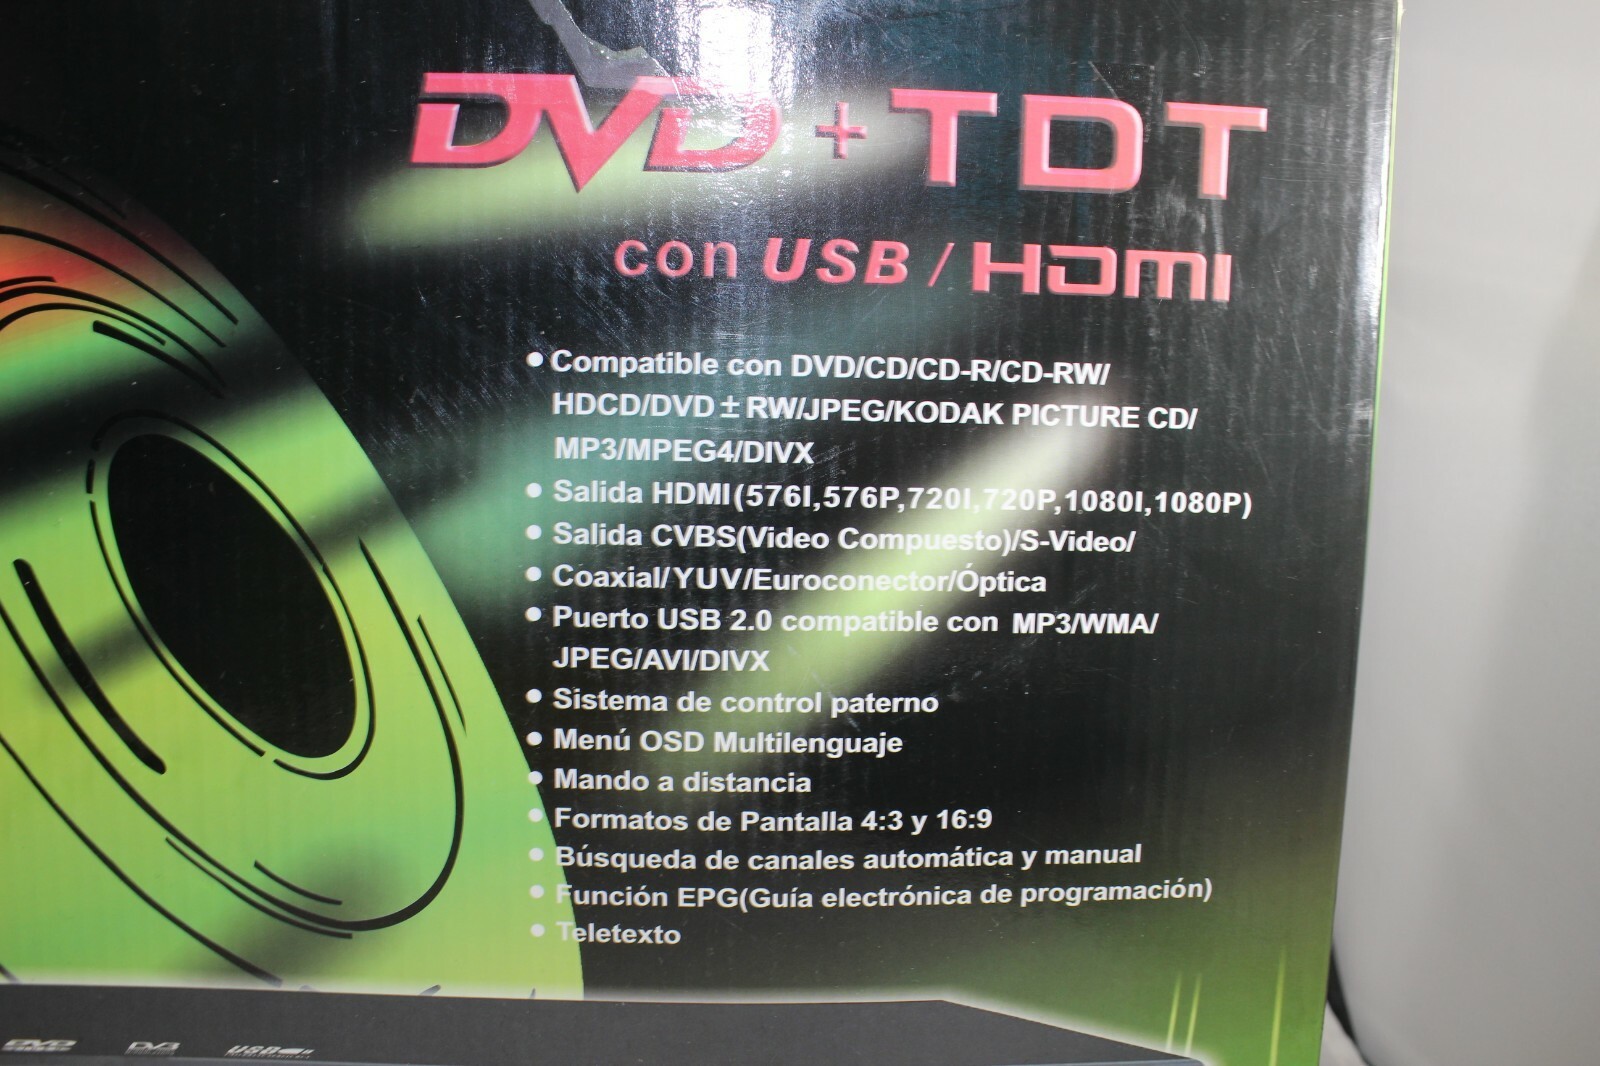 DVD + TDT
con USB / HDMI
• Compatible con DVD/CD/CD-R/CD-RW/
HDCD/DVD±RW/JPEG/KODAK PICTURE CD/
MP3/MPEG4/DIVX
• Salida HDMI(576I,576P,720I,720P,1080I,1080P)
• Salida CVBS(Video Compuesto)/S-Video/
• Coaxial/YUV/Euroconector/Óptica
• Puerto USB 2.0 compatible con MP3/WMA/
JPEG/AVI/DIVX
• Sistema de control paterno
• Menú OSD Multilenguaje
• Mando a distancia
• Formatos de Pantalla 4:3 y 16:9
• Búsqueda de canales automática y manual
• Función EPG(Guía electrónica de programación)
• Teletexto
DVD DVB USB